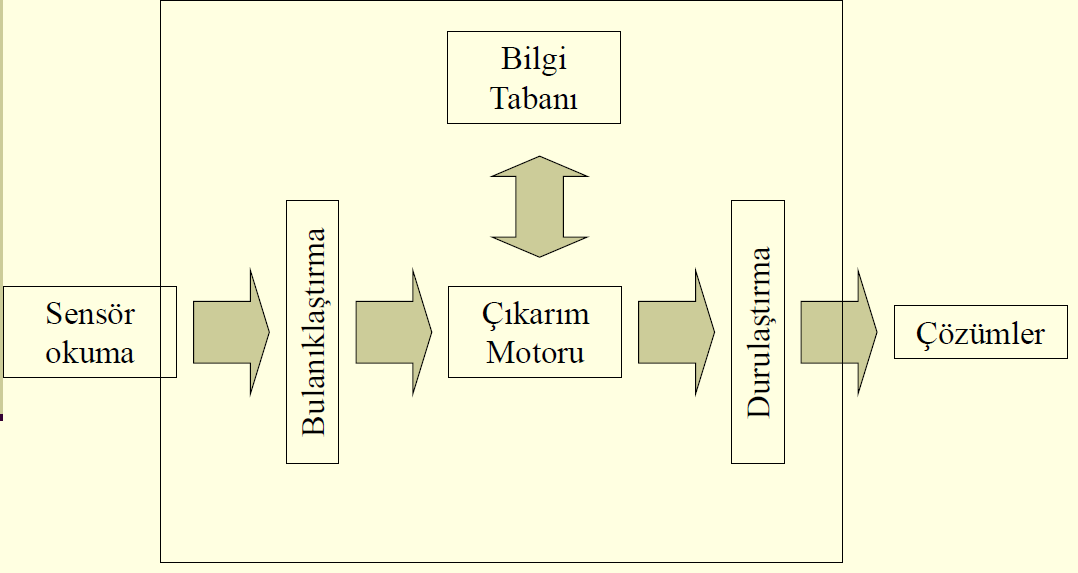 Bilgi
Tabanı
Sensör
okuma
Bulanıklaştırma
Çıkarım
Motoru
Durulaştırma
Çözümler